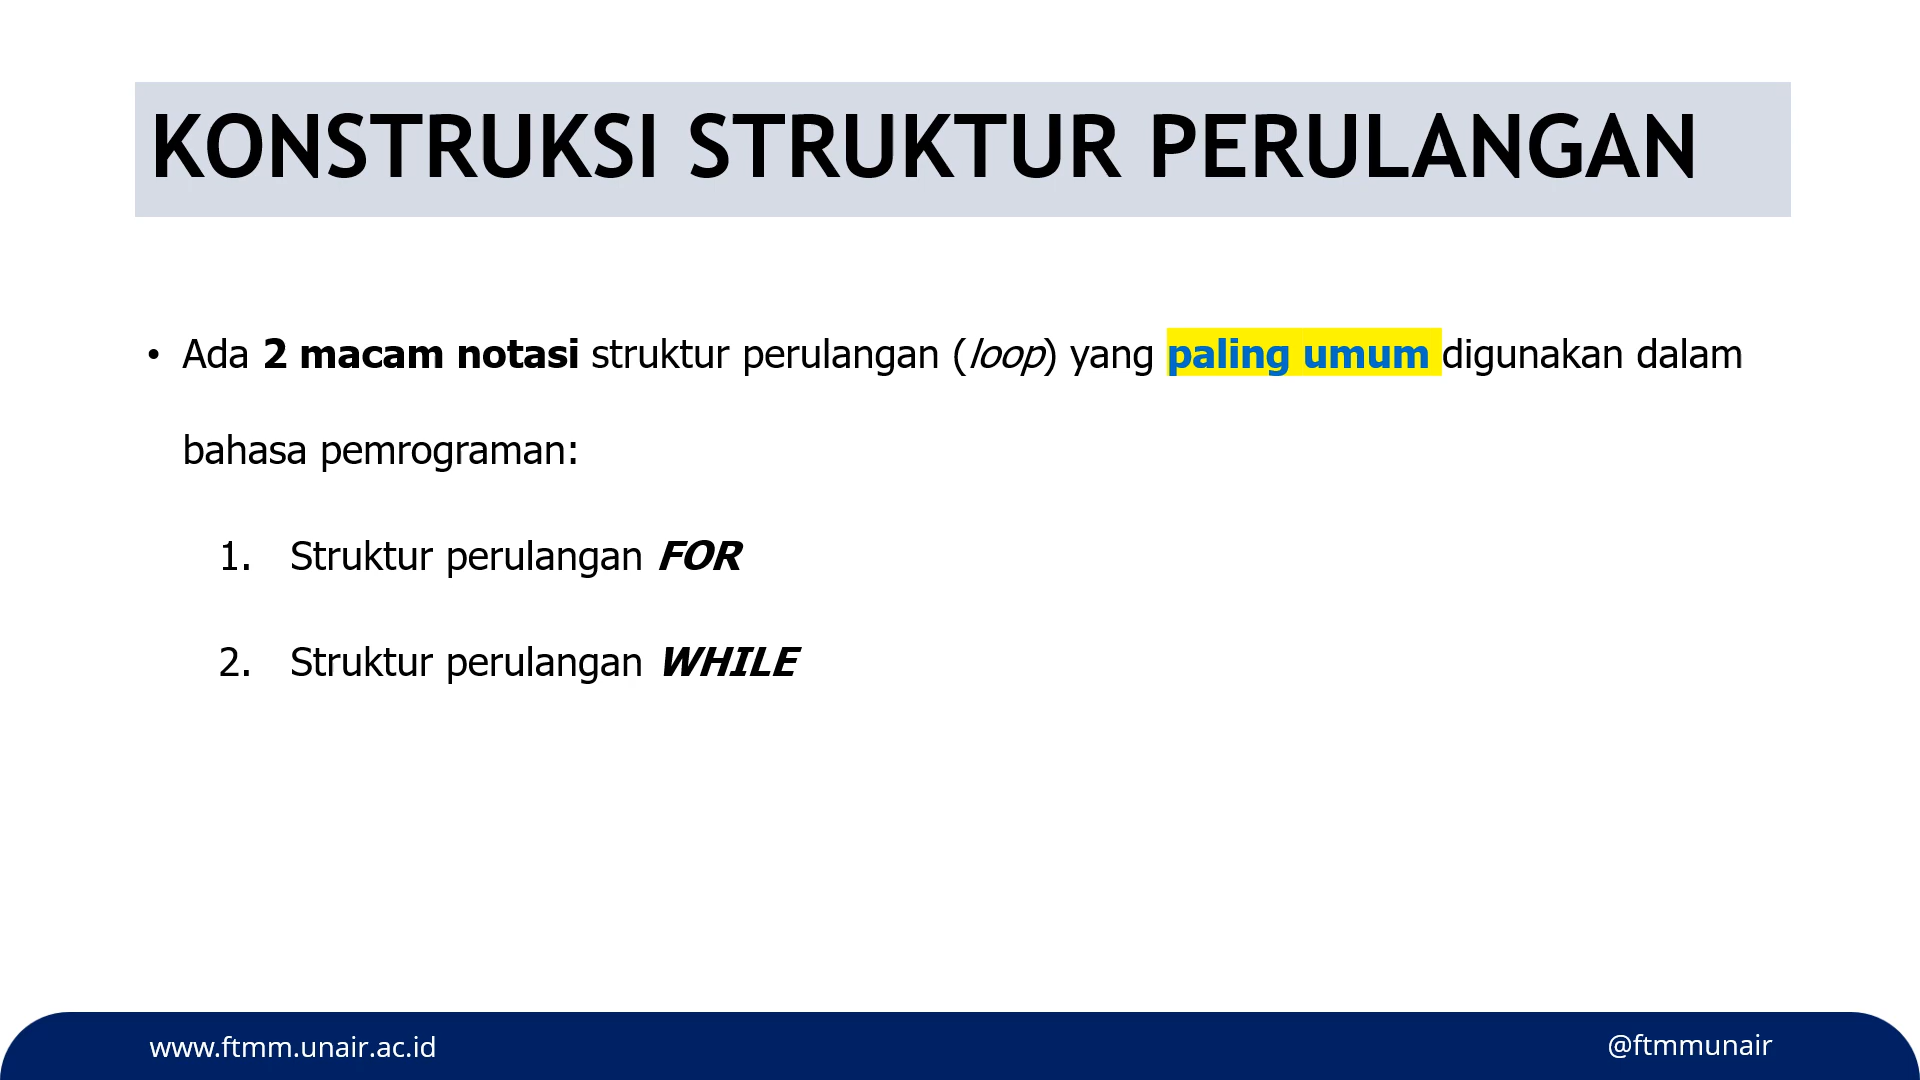 KONSTRUKSI STRUKTUR PERULANGAN
• Ada 2 macam notasi struktur perulangan (loop) yang paling umum digunakan dalam
bahasa pemrograman:
1. Struktur perulangan FOR
2. Struktur perulangan WHILE
www.ftmm.unair.ac.id
@ftmmunair